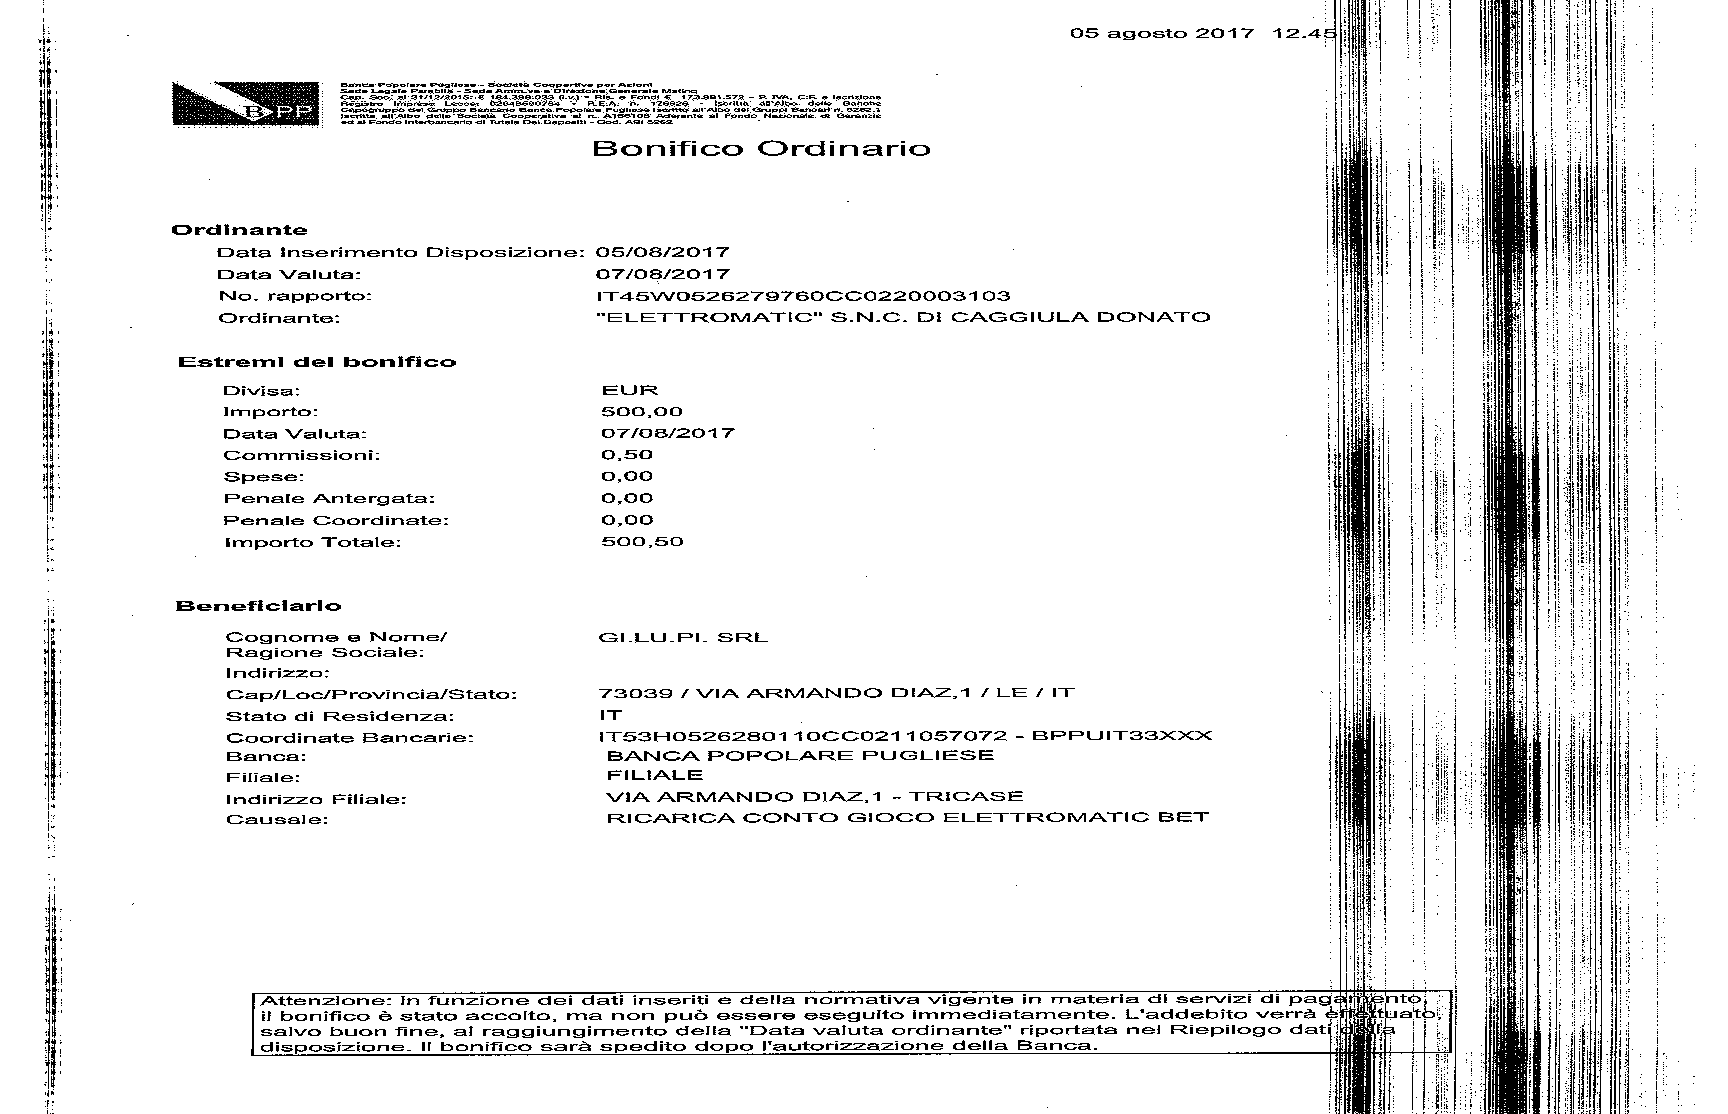 05 agosto 2017 12.45
BPP
Banca Popolare Pugliese - Società Cooperativa per Azioni
Sede Legale Parabita - Sede Amm.va e Direzione Generale Matino
Cap. Soc. al 31/12/2015: € 184.  (i.v.) - Ris. e Fondi €  - P. IVA, C.F. e Iscrizione
Registro Imprese Lecce:  - R.E.A. n.  - Iscritta all'Albo delle Banche
Capogruppo del Gruppo Bancario Banca Popolare Pugliese iscritto all'Albo dei Gruppi Bancari n. 5262.1
Iscritta all'Albo delle Società Cooperative al n.  Aderente al Fondo Nazionale di Garanzia
ed al Fondo Interbancario di Tutela Dei Depositi - Cod. ABI 5262
Bonifico Ordinario
Ordinante
Data Inserimento Disposizione: 05/08/2017
Data Valuta: 07/08/2017
No. rapporto: IT45W0526279760CC0220003103
Ordinante: "ELETTROMATIC" S.N.C. DI CAGGIULA DONATO
Estremi del bonifico
Divisa: EUR
Importo: 500,00
Data Valuta: 07/08/2017
Commissioni: 0,50
Spese: 0,00
Penale Antergata: 0,00
Penale Coordinate: 0,00
Importo Totale: 500,50
Beneficiario
Cognome e Nome/ GI.LU.PI. SRL
Ragione Sociale:
Indirizzo:
Cap/Loc/Provincia/Stato: 73039 / VIA ARMANDO DIAZ,1 / LE / IT
Stato di Residenza: IT
Coordinate Bancarie: IT53H0526280110CC0211057072 - BPPUIT33XXX
Banca: BANCA POPOLARE PUGLIESE
Filiale: FILIALE
Indirizzo Filiale: VIA ARMANDO DIAZ,1 - TRICASE
Causale: RICARICA CONTO GIOCO ELETTROMATIC BET
Attenzione: In funzione dei dati inseriti e della normativa vigente in materia di servizi di pagamento,
il bonifico è stato accolto, ma non può essere eseguito immediatamente. L'addebito verrà effettuato,
salvo buon fine, al raggiungimento della "Data valuta ordinante" riportata nel Riepilogo dati della
disposizione. Il bonifico sarà spedito dopo l'autorizzazione della Banca.